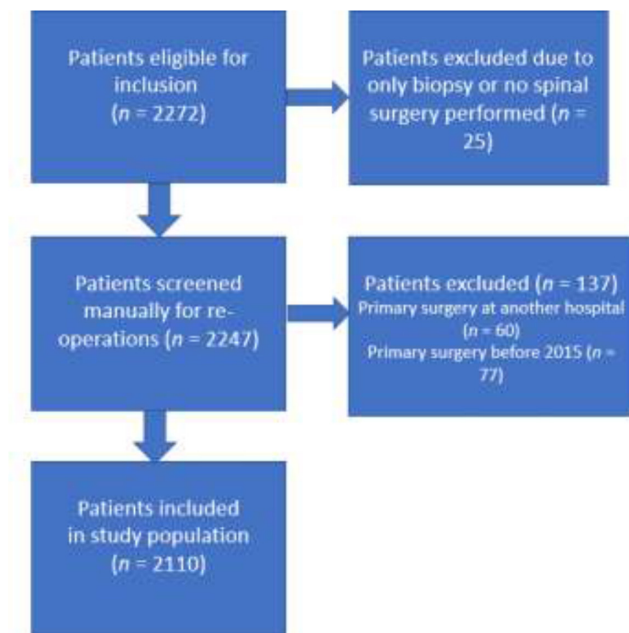 Patients eligible for
inclusion
(n = 2272)
Patients excluded due to
only biopsy or no spinal
surgery performed (n =
25)
Patients screened
manually for re-
operations (n = 2247)
Patients excluded (n = 137)
Primary surgery at another hospital
(n = 60)
Primary surgery before 2015 (n =
77)
Patients included
in study population
(n = 2110)